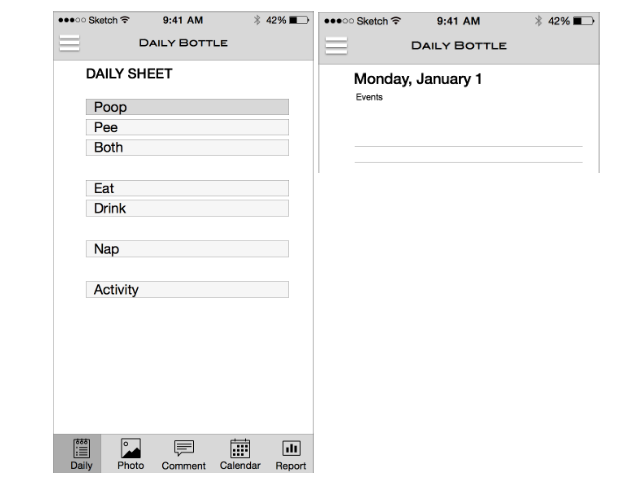 Sketch 9:41 AM 42%
DAILY BOTTLE
DAILY SHEET
Poop
Pee
Both
Eat
Drink
Nap
Activity
Daily Photo Comment Calendar Report
Sketch 9:41 AM 42%
DAILY BOTTLE
Monday, January 1
Events